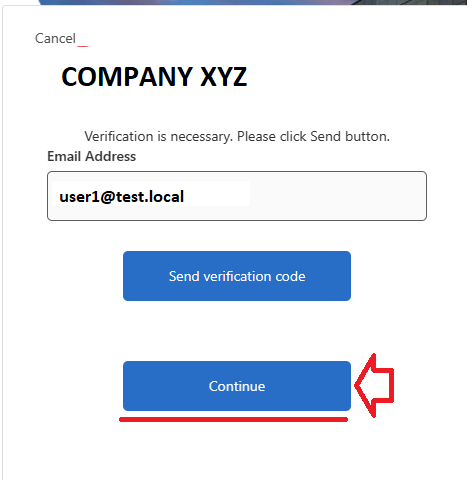 Cancel
COMPANY XYZ
Verification is necessary. Please click Send button.
Email Address
user1@test.local
Send verification code
Continue